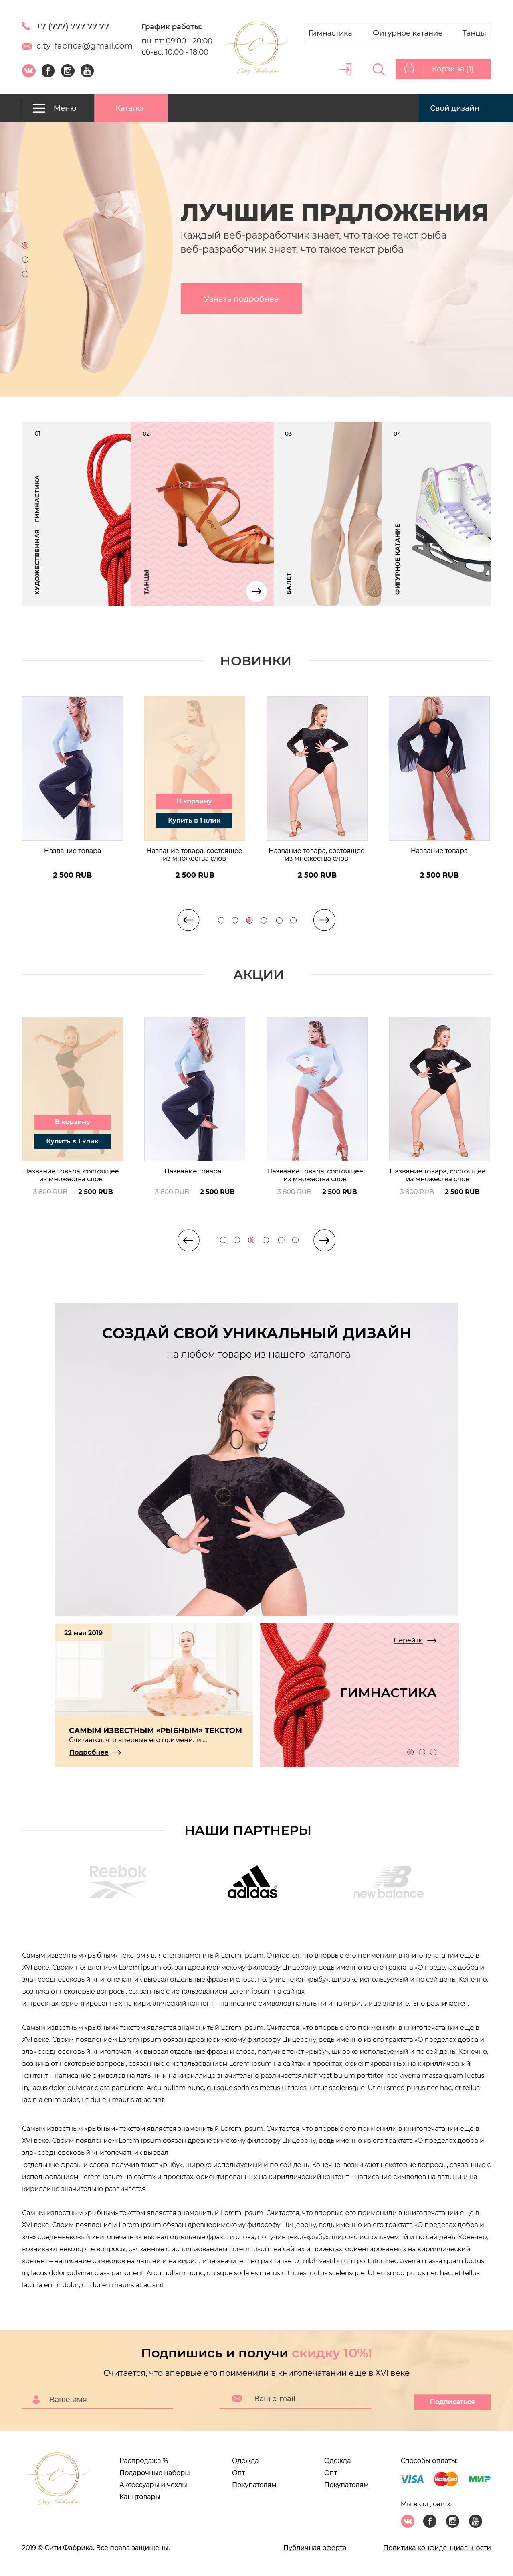 +7 (777) 777 77 77
city_fabrica@gmail.com
График работы:
пн-пт: 09:00 - 20:00
сб-вс: 10:00 - 18:00
City Fabrika
Гимнастика Фигурное катание Танцы
Корзина (1)
Меню Каталог Свой дизайн
ЛУЧШИЕ ПРДЛОЖЕНИЯ
Каждый веб-разработчик знает, что такое текст рыба
веб-разработчик знает, что такое текст рыба
Узнать подробнее
01
ХУДОЖЕСТВЕННАЯ ГИМНАСТИКА
02
ТАНЦЫ
03
БАЛЕТ
04
ФИГУРНОЕ КАТАНИЕ
НОВИНКИ
В корзину
Купить в 1 клик
Название товара
2 500 RUB
Название товара, состоящее
из множества слов
2 500 RUB
Название товара, состоящее
из множества слов
2 500 RUB
Название товара
2 500 RUB
АКЦИИ
В корзину
Купить в 1 клик
Название товара, состоящее
из множества слов
3 800 RUB 2 500 RUB
Название товара
3 800 RUB 2 500 RUB
Название товара, состоящее
из множества слов
3 800 RUB 2 500 RUB
Название товара, состоящее
из множества слов
3 800 RUB 2 500 RUB
СОЗДАЙ СВОЙ УНИКАЛЬНЫЙ ДИЗАЙН
на любом товаре из нашего каталога
22 мая 2019
САМЫМ ИЗВЕСТНЫМ «РЫБНЫМ» ТЕКСТОМ
Считается, что впервые его применили ...
Подробнее
Перейти
ГИМНАСТИКА
НАШИ ПАРТНЕРЫ
Reebok
adidas
new balance
Самым известным «рыбным» текстом является знаменитый Lorem ipsum. Считается, что впервые его применили в книгопечатании еще в
XVI веке. Своим появлением Lorem ipsum обязан древнеримскому философу Цицерону, ведь именно из его трактата «О пределах добра и
зла» средневековый книгопечатник вырвал отдельные фразы и слова, получив текст-«рыбу», широко используемый и по сей день. Конечно,
возникают некоторые вопросы, связанные с использованием Lorem ipsum на сайтах
и проектах, ориентированных на кириллический контент – написание символов на латыни и на кириллице значительно различается.
Самым известным «рыбным» текстом является знаменитый Lorem ipsum. Считается, что впервые его применили в книгопечатании еще в
XVI веке. Своим появлением Lorem ipsum обязан древнеримскому философу Цицерону, ведь именно из его трактата «О пределах добра и
зла» средневековый книгопечатник вырвал отдельные фразы и слова, получив текст-«рыбу», широко используемый и по сей день. Конечно,
возникают некоторые вопросы, связанные с использованием Lorem ipsum на сайтах и проектах, ориентированных на кириллический
контент – написание символов на латыни и на кириллице значительно различается.nibh vestibulum porttitor, nec viverra massa quam luctus
in, lacus dolor pulvinar class parturient. Arcu nullam nunc, quisque sodales metus ultricies luctus scelerisque. Ut euismod purus nec hac, et tellus
lacinia enim dolor, ut dui eu mauris at ac sint
Самым известным «рыбным» текстом является знаменитый Lorem ipsum. Считается, что впервые его применили в книгопечатании еще в
XVI веке. Своим появлением Lorem ipsum обязан древнеримскому философу Цицерону, ведь именно из его трактата «О пределах добра и
зла» средневековый книгопечатник вырвал
отдельные фразы и слова, получив текст-«рыбу», широко используемый и по сей день. Конечно, возникают некоторые вопросы, связанные с
использованием Lorem ipsum на сайтах и проектах, ориентированных на кириллический контент – написание символов на латыни и на
кириллице значительно различается.
Самым известным «рыбным» текстом является знаменитый Lorem ipsum. Считается, что впервые его применили в книгопечатании еще в
XVI веке. Своим появлением Lorem ipsum обязан древнеримскому философу Цицерону, ведь именно из его трактата «О пределах добра и
зла» средневековый книгопечатник вырвал отдельные фразы и слова, получив текст-«рыбу», широко используемый и по сей день. Конечно,
возникают некоторые вопросы, связанные с использованием Lorem ipsum на сайтах и проектах, ориентированных на кириллический
контент – написание символов на латыни и на кириллице значительно различается.nibh vestibulum porttitor, nec viverra massa quam luctus
in, lacus dolor pulvinar class parturient. Arcu nullam nunc, quisque sodales metus ultricies luctus scelerisque. Ut euismod purus nec hac, et tellus
lacinia enim dolor, ut dui eu mauris at ac sint
Подпишись и получи скидку 10%!
Считается, что впервые его применили в книгопечатании еще в XVI веке
Ваше имя
Ваш e-mail
Подписаться
City Fabrika
Распродажа %
Подарочные наборы
Аксессуары и чехлы
Канцтовары
Одежда
Опт
Покупателям
Одежда
Опт
Покупателям
Способы оплаты:
VISA MasterCard МИР
Мы в соц сетях:
2019 © Сити Фабрика. Все права защищены.
Публичная оферта
Политика конфиденциальности